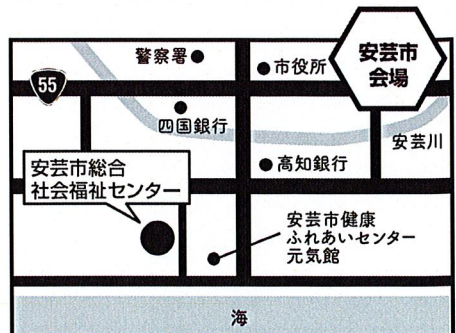 安芸市
会場
警察署
市役所
55
四国銀行
安芸川
高知銀行
安芸市総合
社会福祉センター
安芸市健康
ふれあいセンター
元気館
海